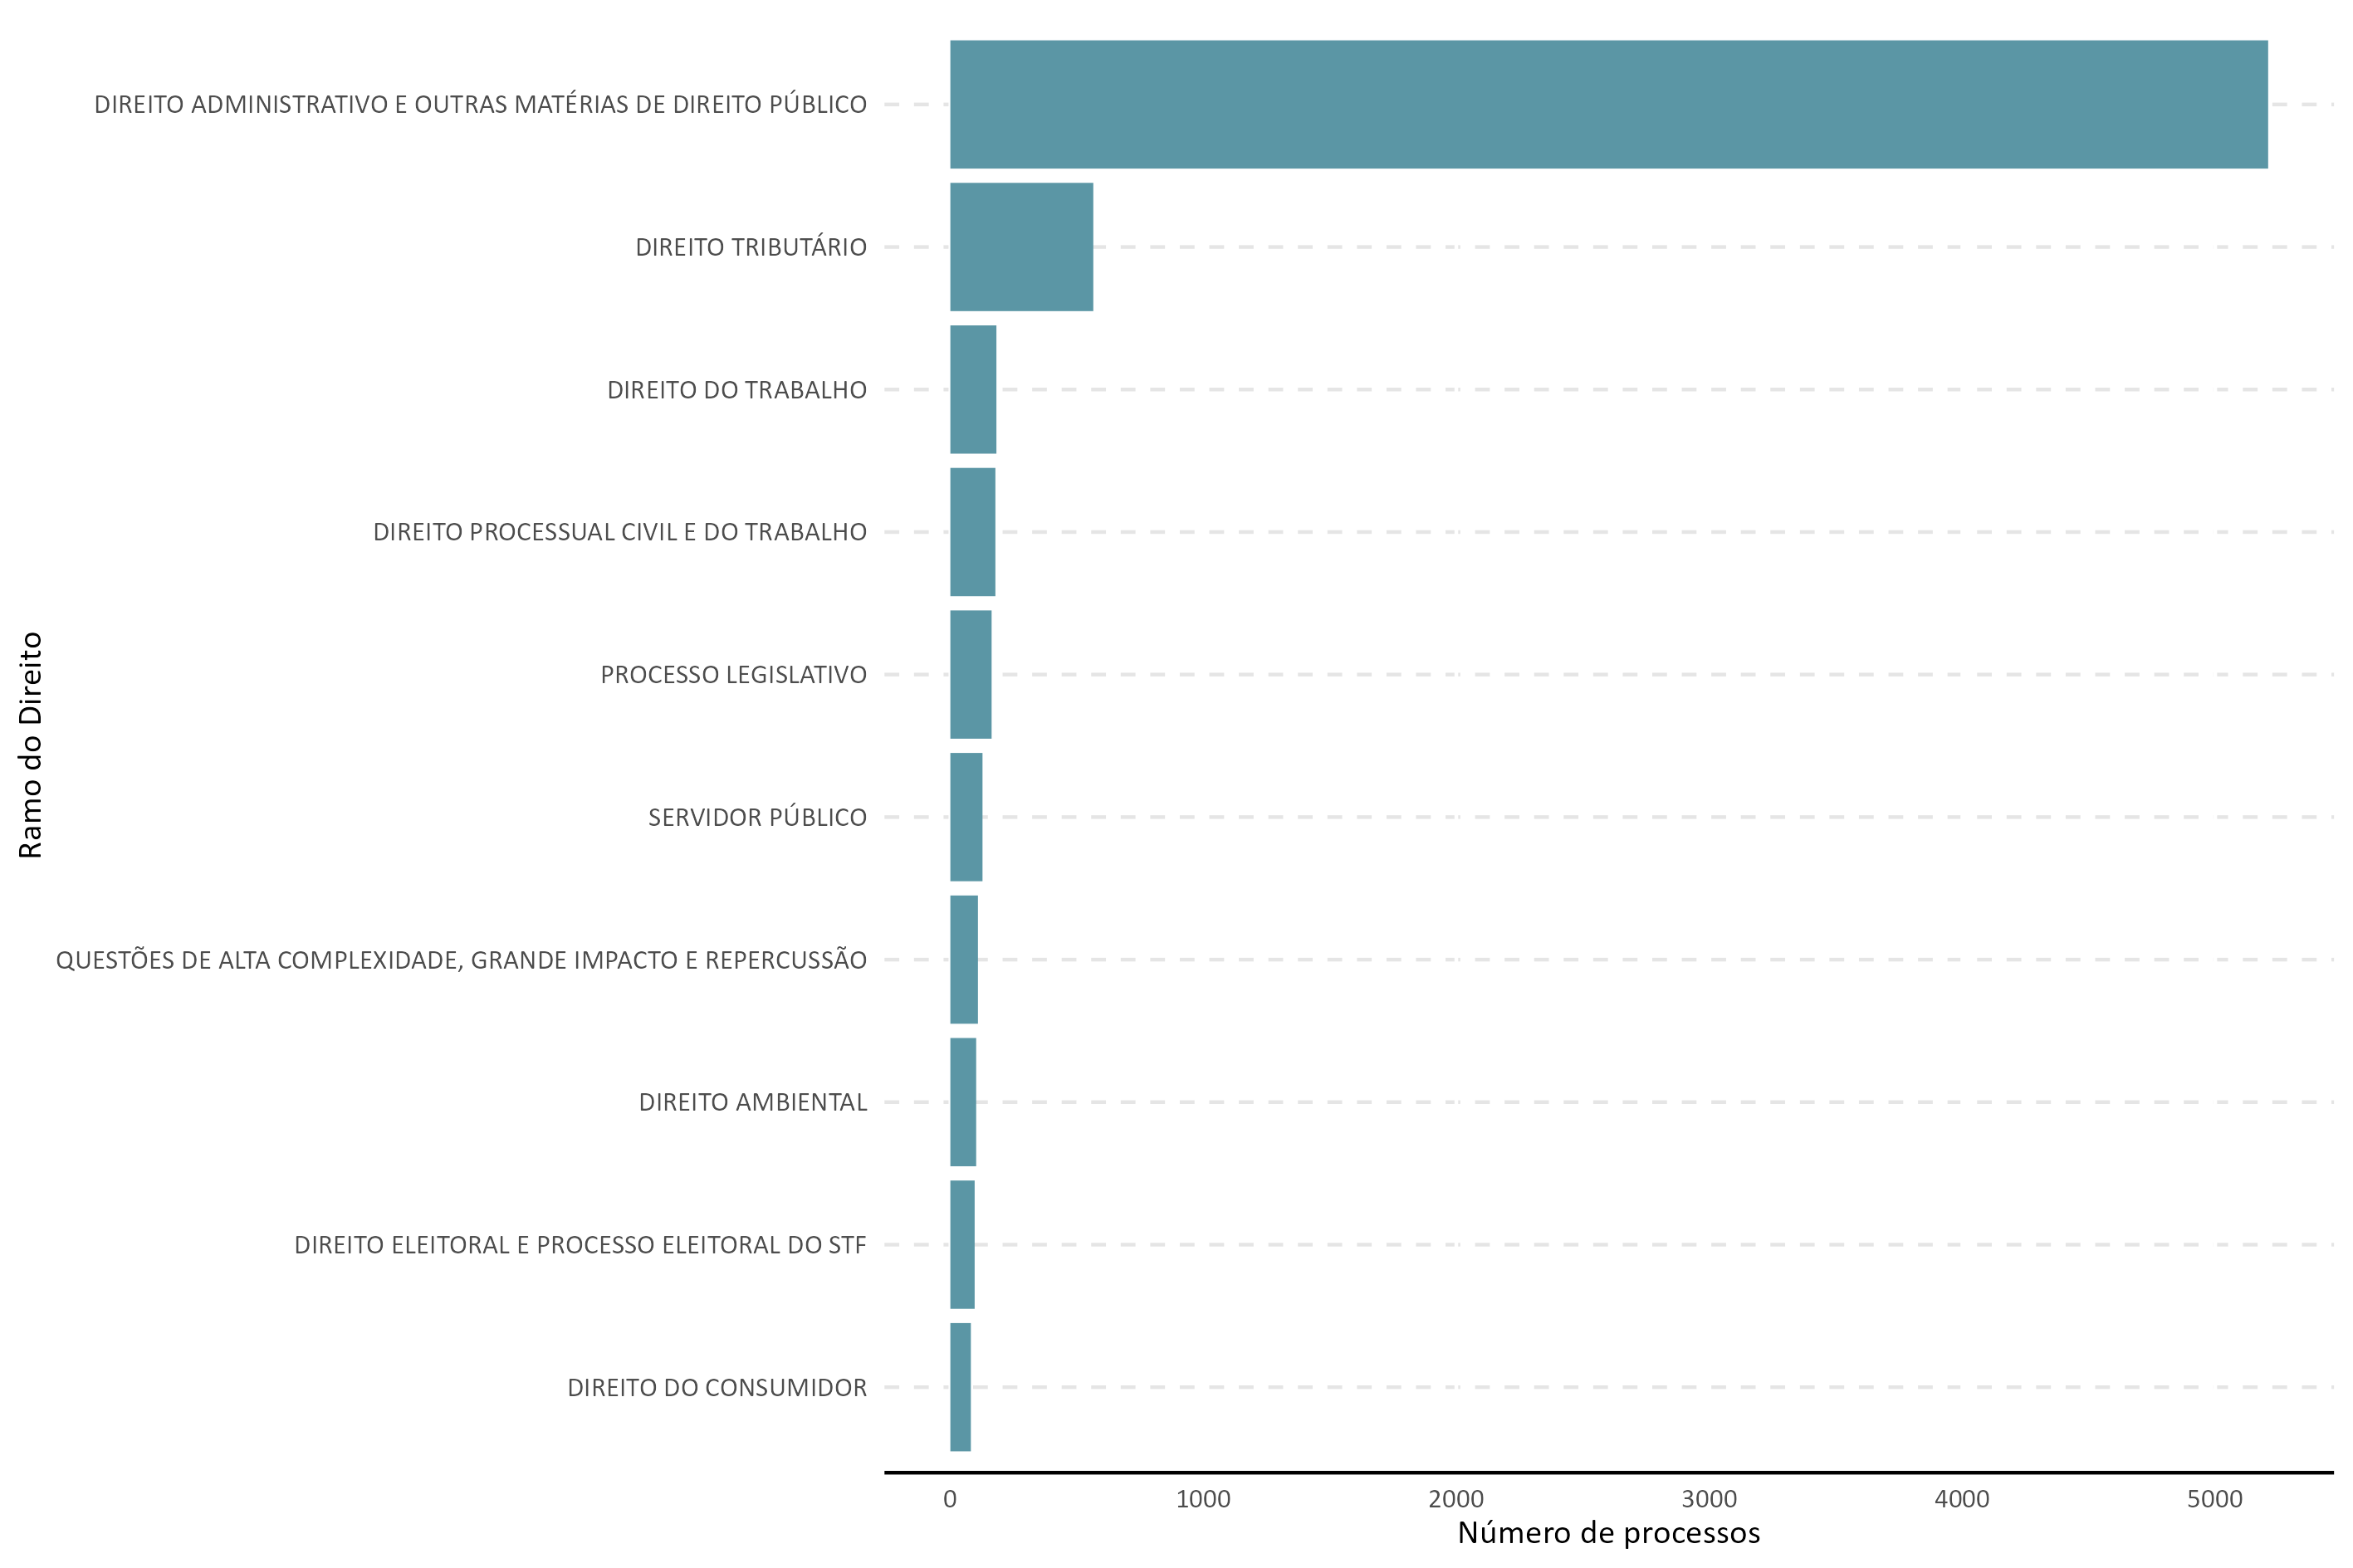 DIREITO ADMINISTRATIVO E OUTRAS MATÉRIAS DE DIREITO PÚBLICO
DIREITO TRIBUTÁRIO
DIREITO DO TRABALHO
DIREITO PROCESSUAL CIVIL E DO TRABALHO
PROCESSO LEGISLATIVO
SERVIDOR PÚBLICO
QUESTÕES DE ALTA COMPLEXIDADE, GRANDE IMPACTO E REPERCUSSÃO
DIREITO AMBIENTAL
DIREITO ELEITORAL E PROCESSO ELEITORAL DO STF
DIREITO DO CONSUMIDOR
Ramo do Direito
0 1000 2000 3000 4000 5000
Número de processos